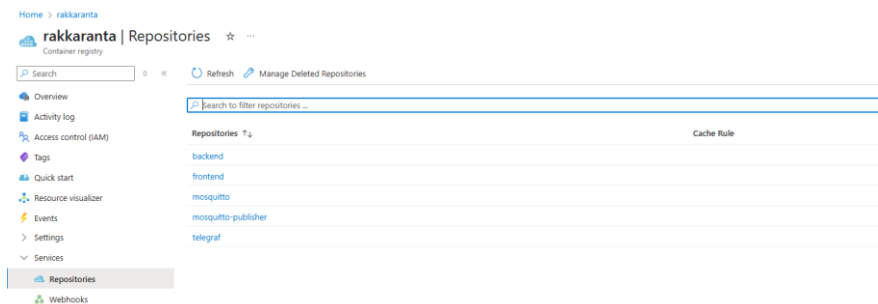 Home > rakkaranta
rakkaranta | Repositories
Container registry
Search
Refresh
Manage Deleted Repositories
Overview
Activity log
Access control (IAM)
Tags
Quick start
Resource visualizer
Events
Settings
Services
Repositories
Webhooks
Search to filter repositories ...
Repositories ↑↓ Cache Rule
backend
frontend
mosquitto
mosquitto-publisher
telegraf